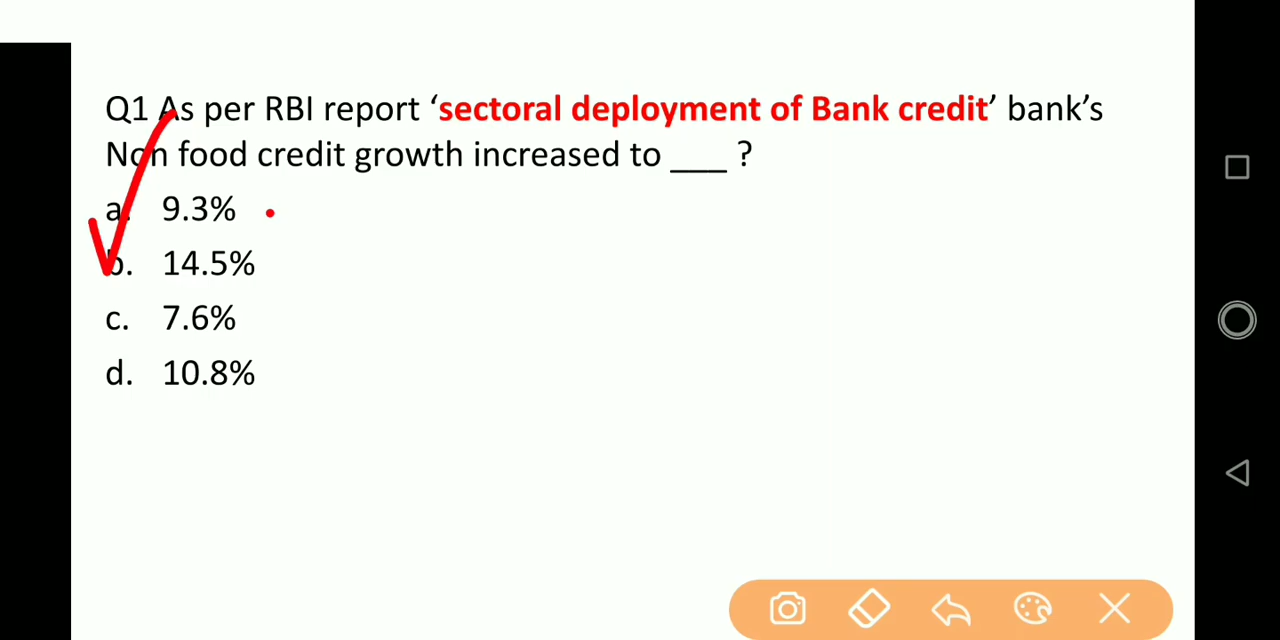 Q1 As per RBI report ‘sectoral deployment of Bank credit’ bank’s
Non food credit growth increased to ___ ?
a. 9.3%
b. 14.5%
c. 7.6%
d. 10.8%